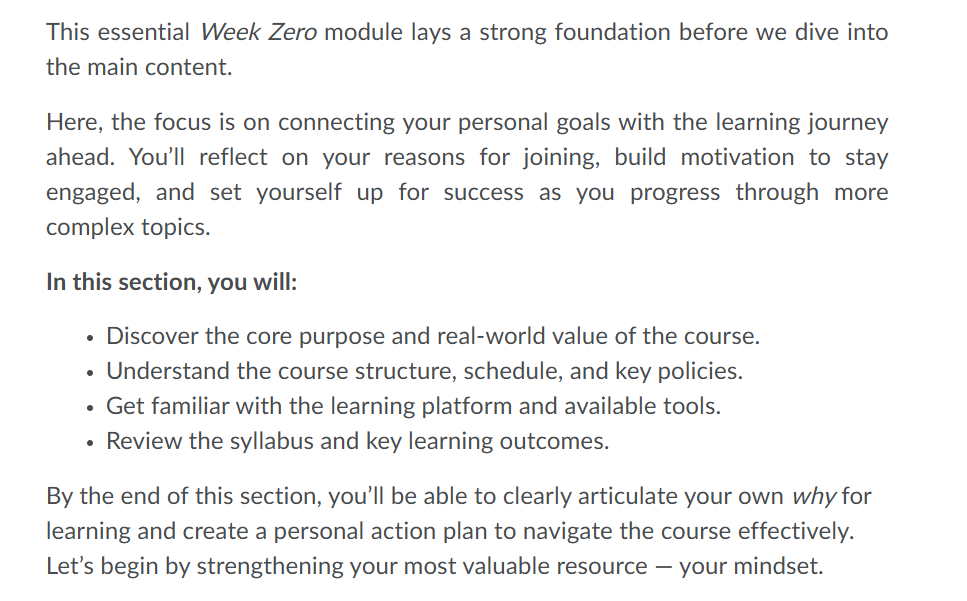 This essential Week Zero module lays a strong foundation before we dive into
the main content.
Here, the focus is on connecting your personal goals with the learning journey
ahead. You’ll reflect on your reasons for joining, build motivation to stay
engaged, and set yourself up for success as you progress through more
complex topics.
In this section, you will:
• Discover the core purpose and real-world value of the course.
• Understand the course structure, schedule, and key policies.
• Get familiar with the learning platform and available tools.
• Review the syllabus and key learning outcomes.
By the end of this section, you’ll be able to clearly articulate your own why for
learning and create a personal action plan to navigate the course effectively.
Let’s begin by strengthening your most valuable resource — your mindset.